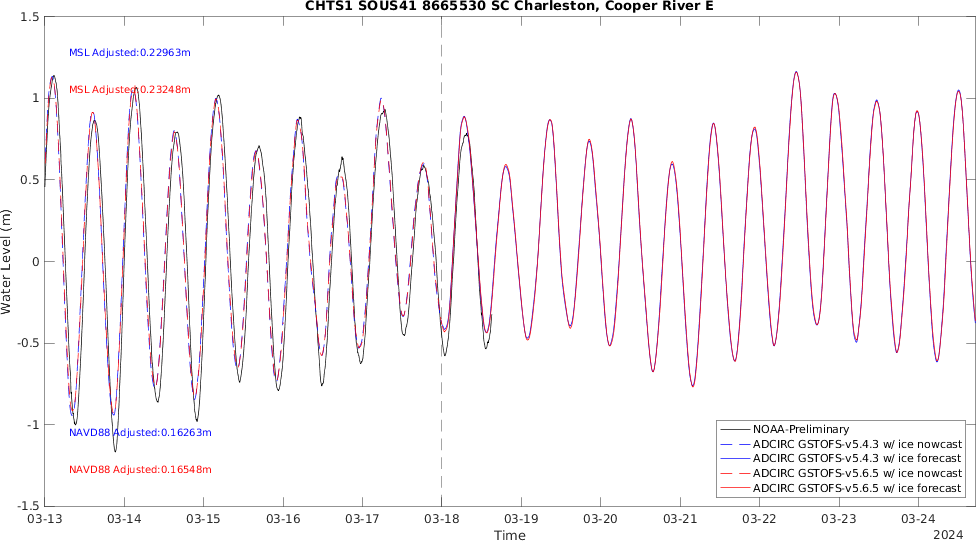 CHTS1 SOUS41 8665530 SC Charleston, Cooper River E
1.5
1
0.5
0
-0.5
-1
-1.5
Water Level (m)
MSL Adjusted:0.22963m
MSL Adjusted:0.23248m
NAVD88 Adjusted:0.16263m
NAVD88 Adjusted:0.16548m
NOAA-Preliminary
ADCIRC GSTOFS-v5.4.3 w/ ice nowcast
ADCIRC GSTOFS-v5.4.3 w/ ice forecast
ADCIRC GSTOFS-v5.6.5 w/ ice nowcast
ADCIRC GSTOFS-v5.6.5 w/ ice forecast
03-13 03-14 03-15 03-16 03-17 03-18 03-19 03-20 03-21 03-22 03-23 03-24
Time
2024